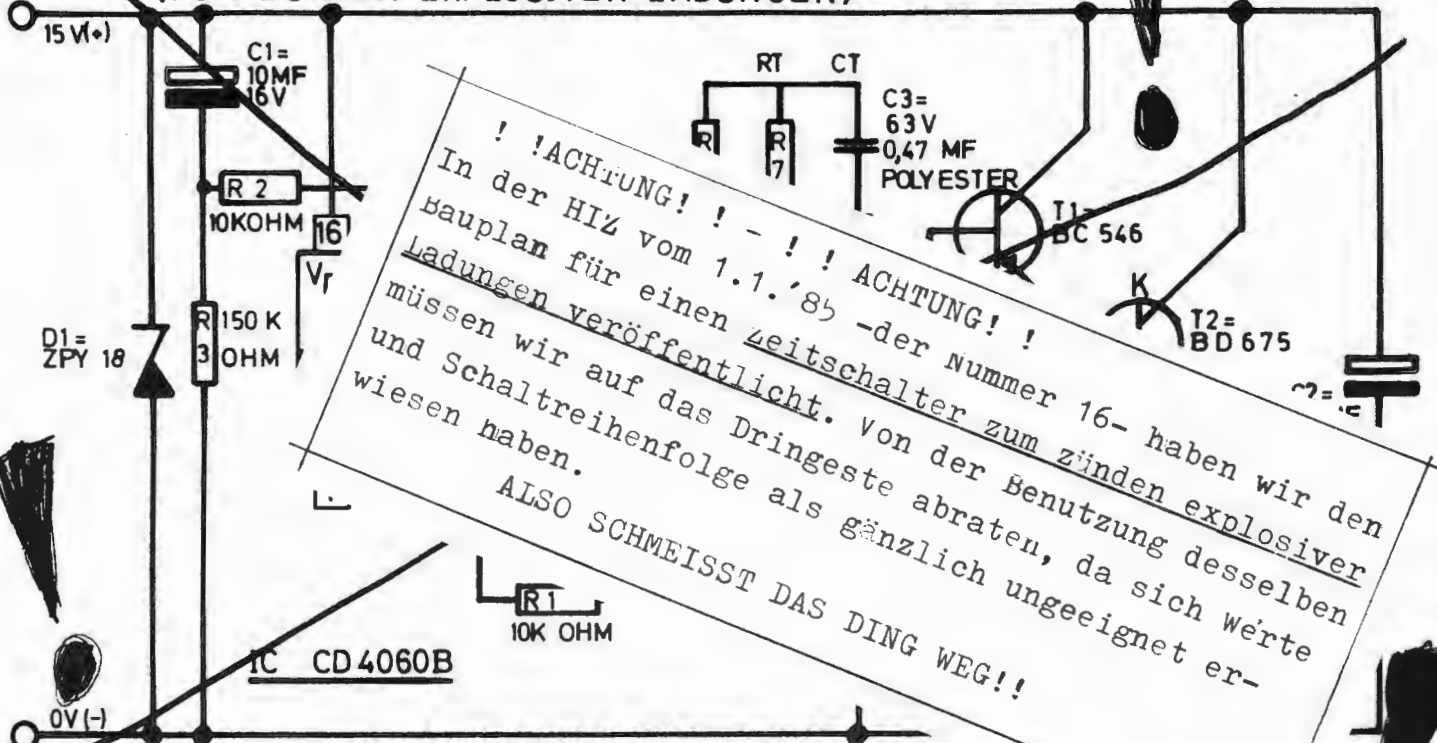 15 V(+)
C1=
10MF
16V
R 2
10KOHM
16
Vr
D1=
ZPY 18
R
3
150 K
OHM
RT CT
R
R
7
C3=
63V
0,47 MF
POLYESTER
T1=
BC 546
K
T2=
BD 675
C2=
! !ACHTUNG! ! - ! ! ACHTUNG! !
In der HIZ vom 1.1.'85 -der Nummer 16- haben wir den
Bauplan für einen Zeitschalter zum zünden explosiver
Ladungen veröffentlicht. Von der Benutzung desselben
müssen wir auf das Dringeste abraten, da sich Werte
und Schaltreihenfolge als gänzlich ungeeignet er-
wiesen haben.
ALSO SCHMEISST DAS DING WEG!!
R 1
10K OHM
IC CD 4060B
0V (-)